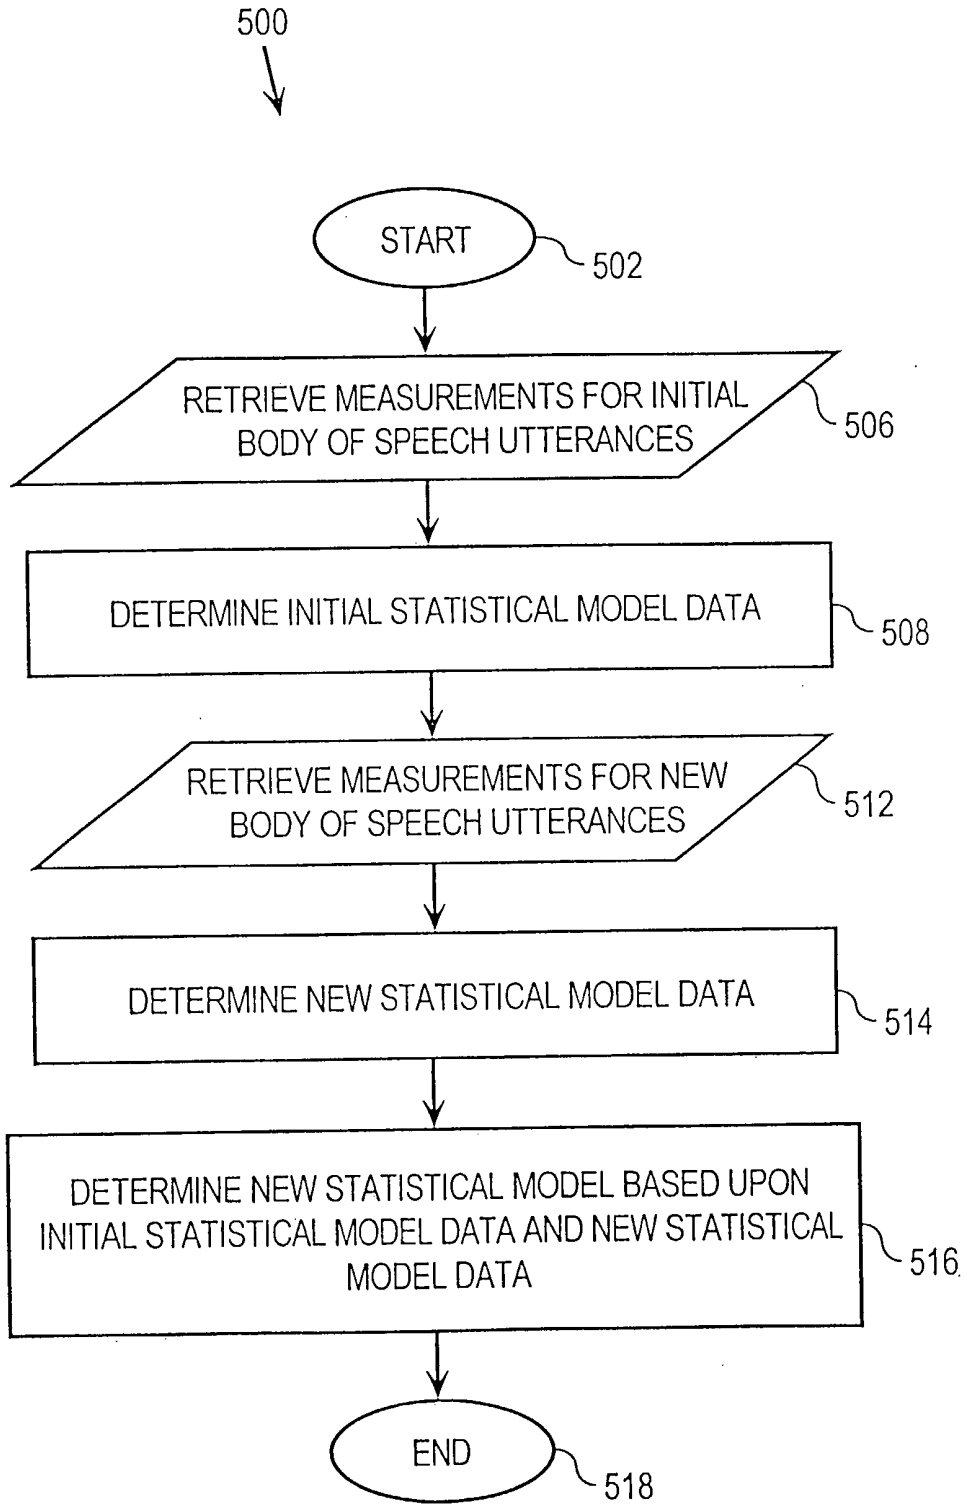 500
START
502
RETRIEVE MEASUREMENTS FOR INITIAL
BODY OF SPEECH UTTERANCES
506
DETERMINE INITIAL STATISTICAL MODEL DATA
508
RETRIEVE MEASUREMENTS FOR NEW
BODY OF SPEECH UTTERANCES
512
DETERMINE NEW STATISTICAL MODEL DATA
514
DETERMINE NEW STATISTICAL MODEL BASED UPON
INITIAL STATISTICAL MODEL DATA AND NEW STATISTICAL
MODEL DATA
516
END
518